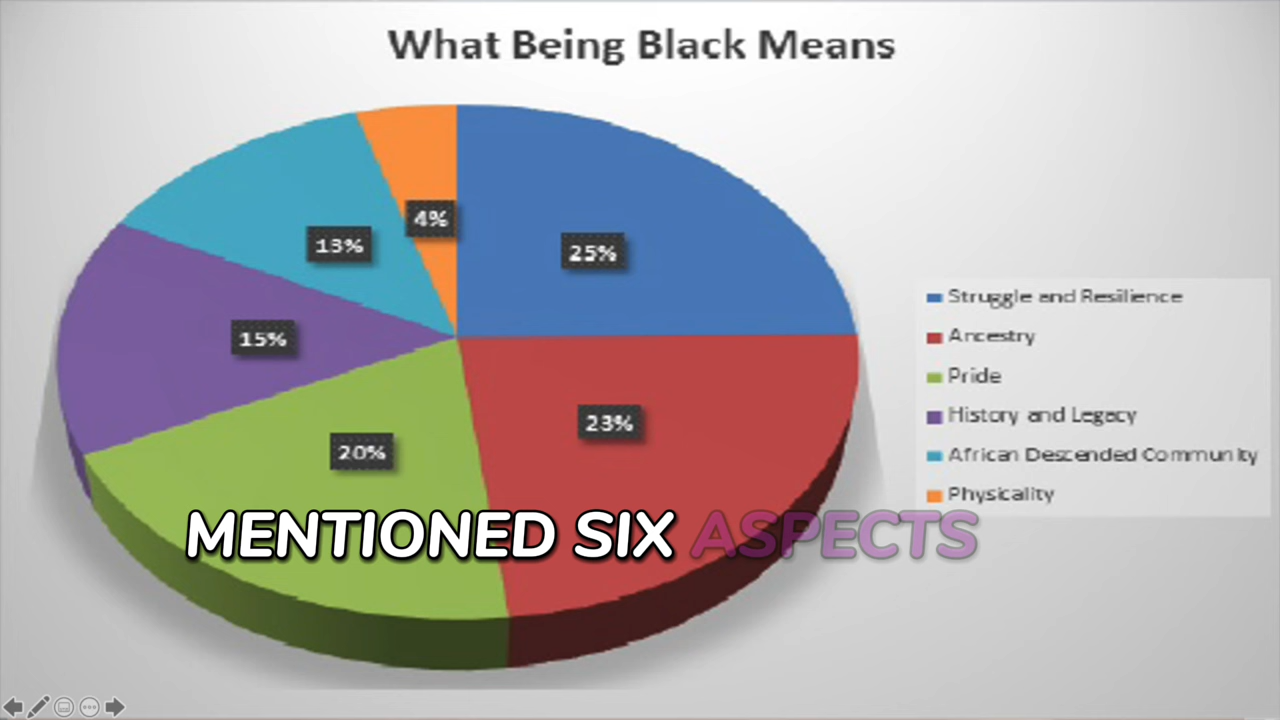 What Being Black Means
4%
13%
25%
15%
23%
20%
Struggle and Resilience
Ancestry
Pride
History and Legacy
African Descended Community
Physicality
MENTIONED SIX ASPECTS